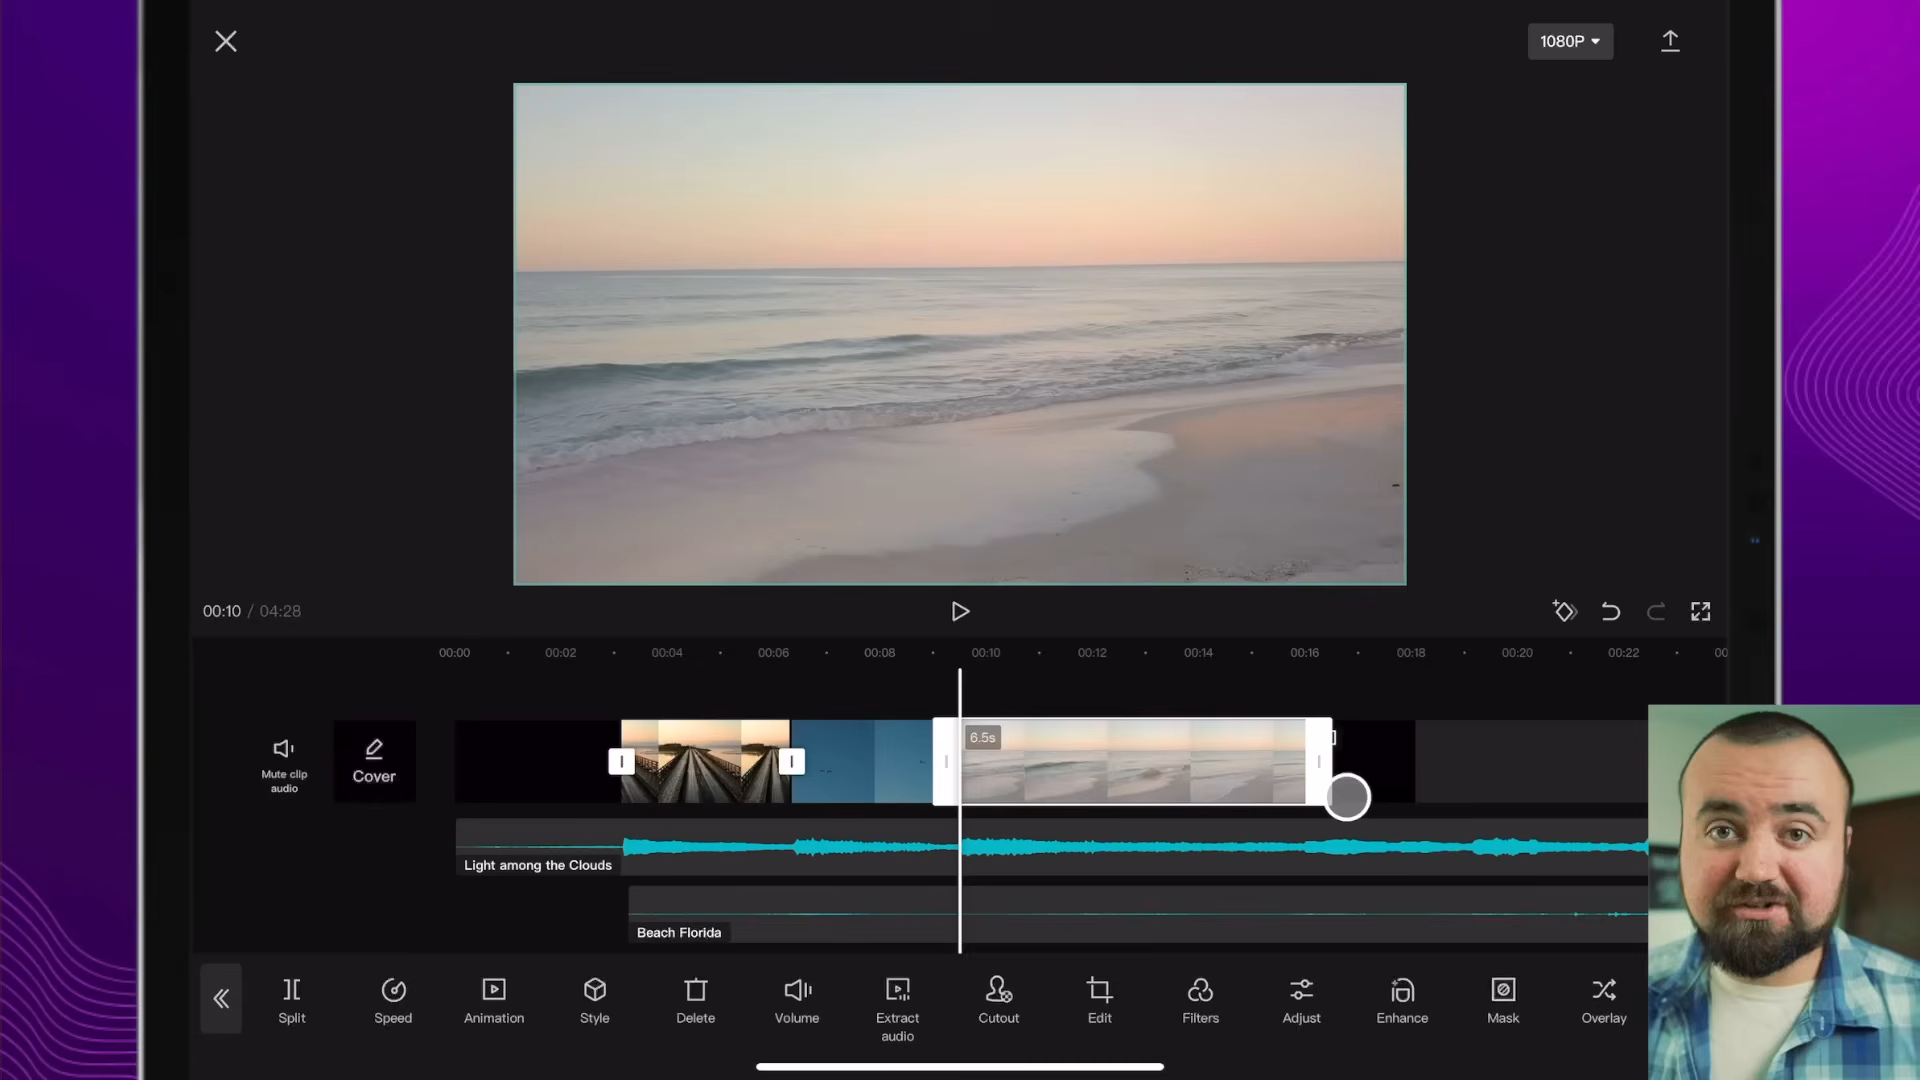 1080P
00:10 / 04:28
00:00 00:02 00:04 00:06 00:08 00:10 00:12 00:14 00:16 00:18 00:20 00:22 00
6.5s
Mute clip
audio
Cover
Light among the Clouds
Beach Florida
Split Speed Animation Style Delete Volume Extract Cutout Edit Filters Adjust Enhance Mask Overlay
audio